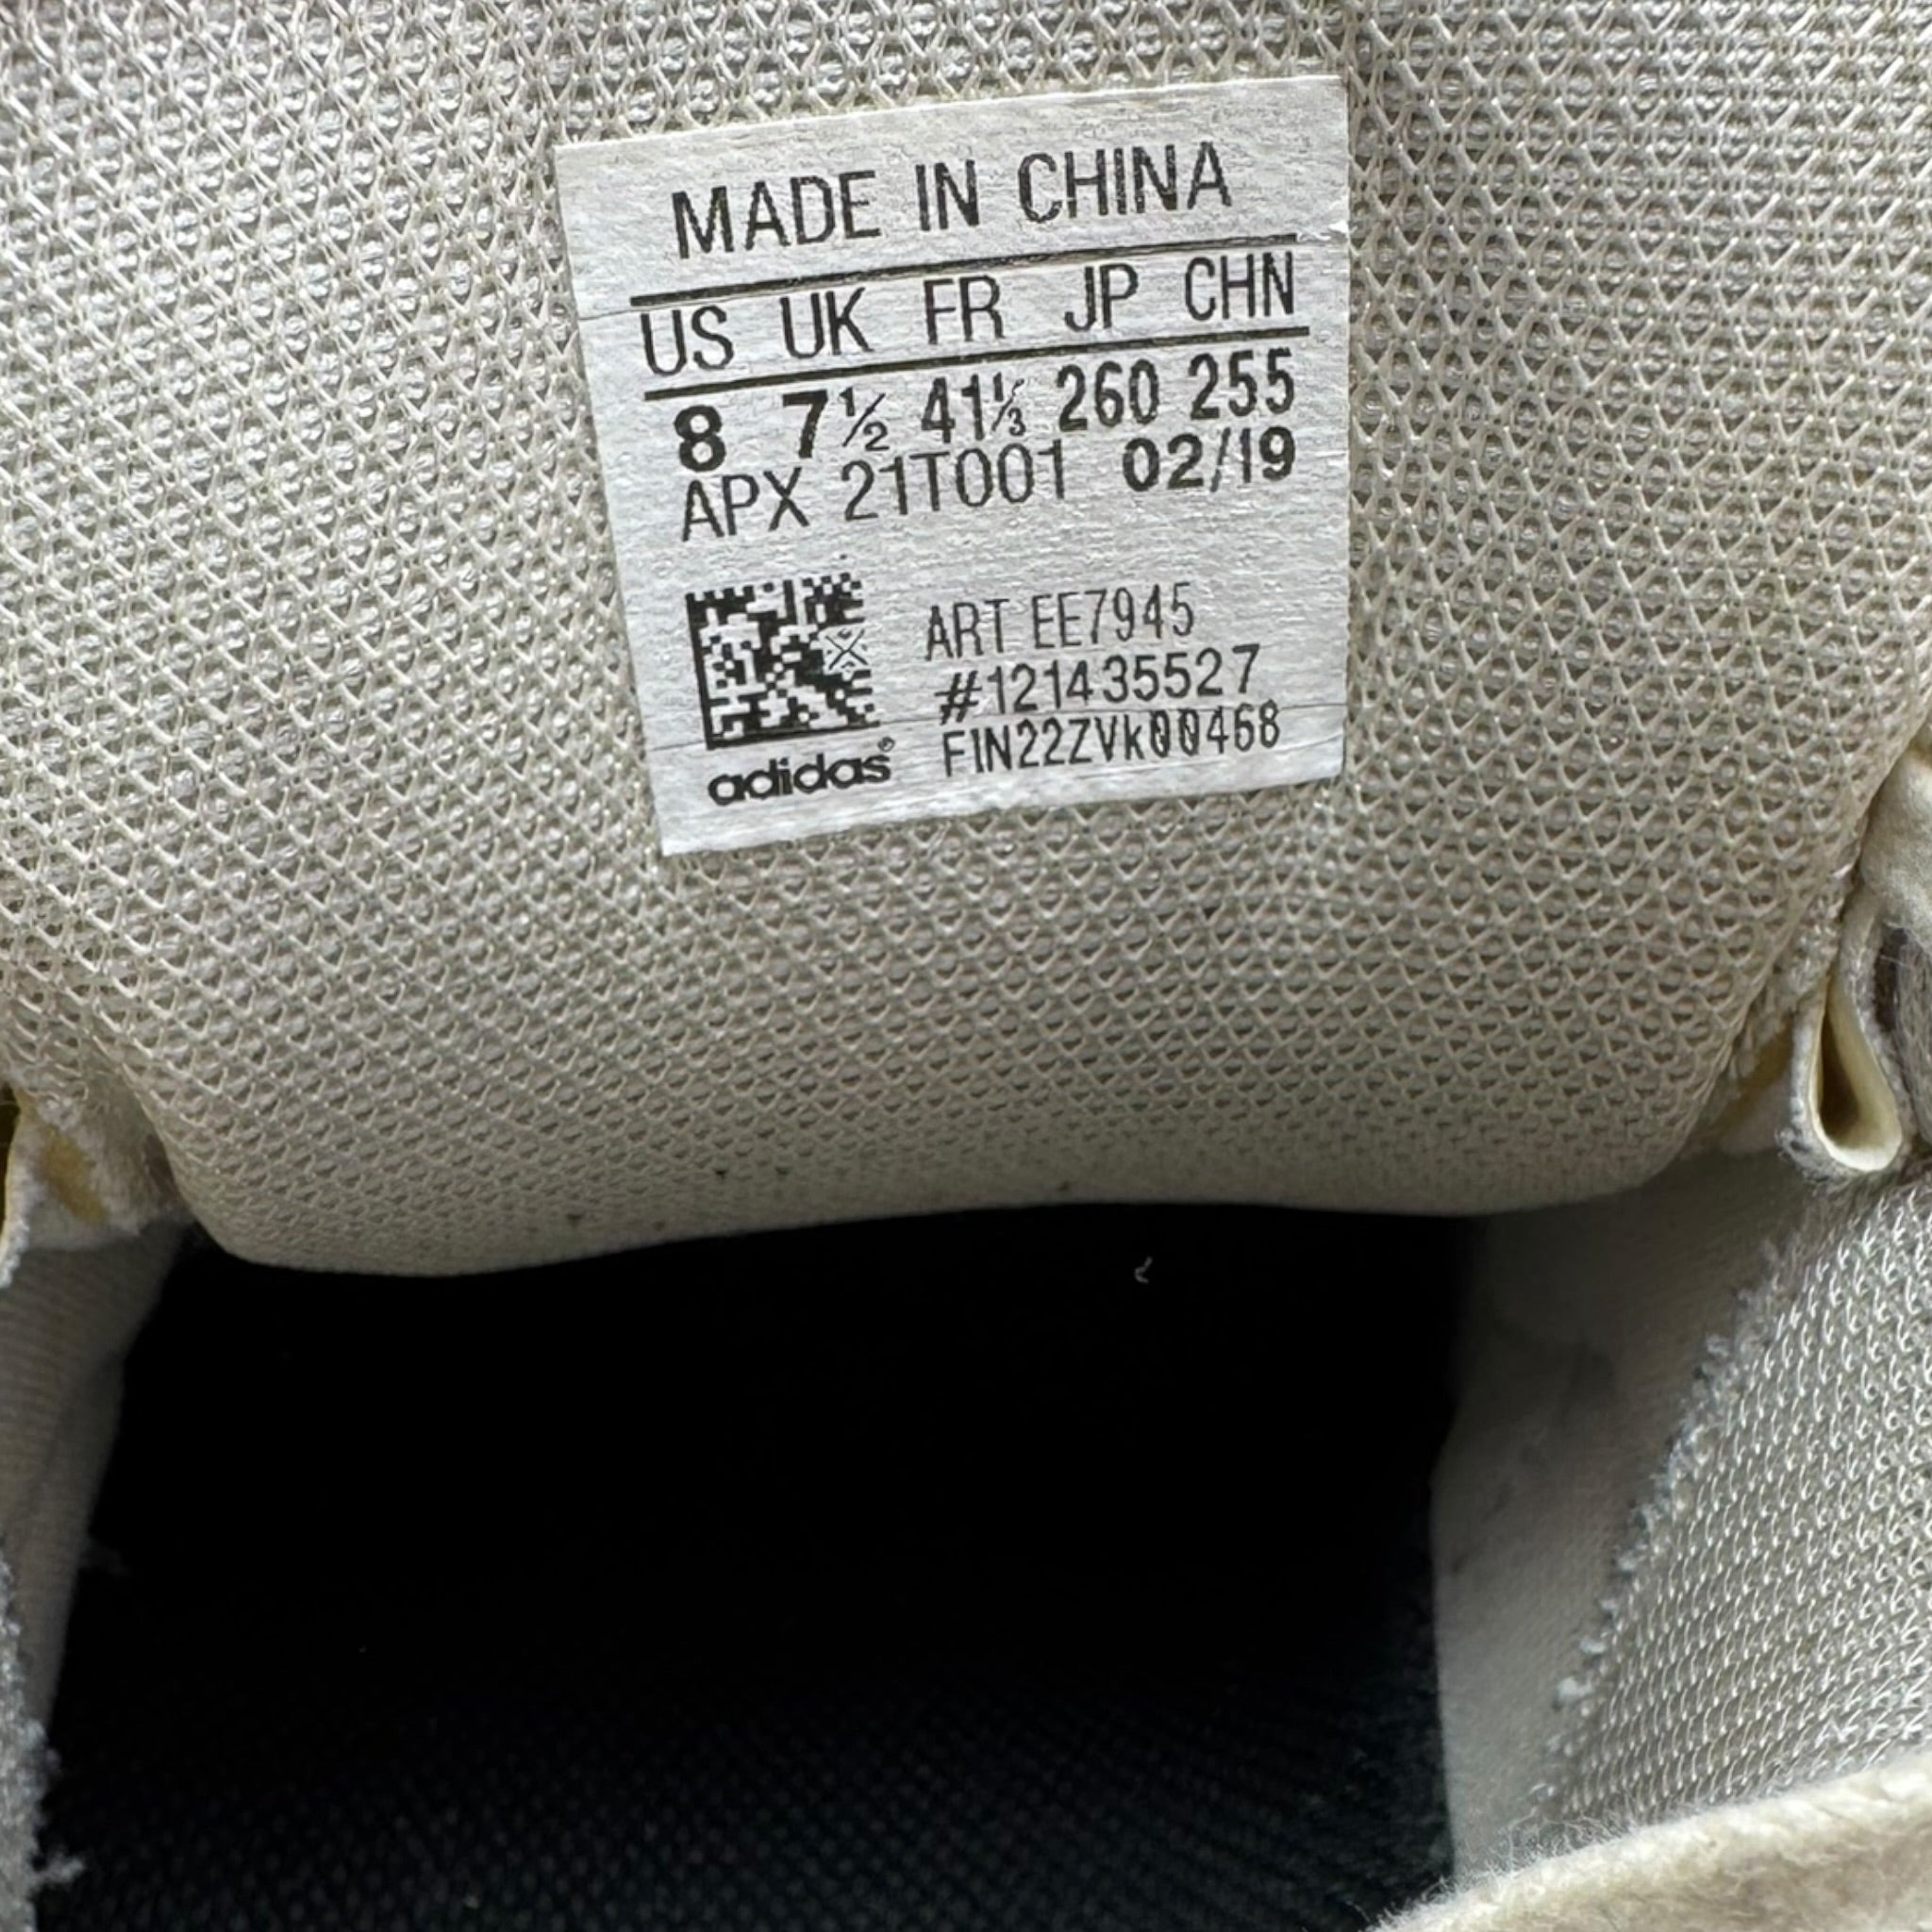 MADE IN CHINA
US UK FR JP CHN
8 7½ 41⅓ 260 255
APX 21T001 02/19
ART EE7945
#121435527
FIN22ZVk00468
adidas®